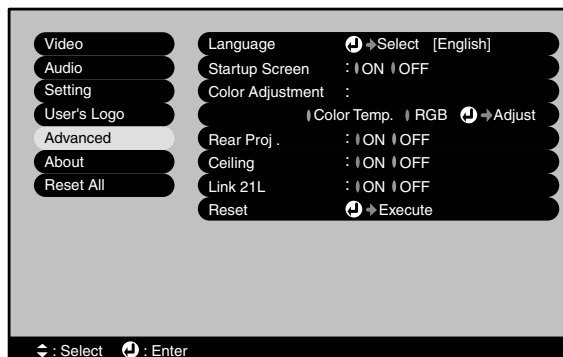 Video
Audio
Setting
User's Logo
Advanced
About
Reset All
Language Select [English]
Startup Screen : ON OFF
Color Adjustment :
Color Temp. RGB Adjust
Rear Proj . : ON OFF
Ceiling : ON OFF
Link 21L : ON OFF
Reset Execute
: Select : Enter